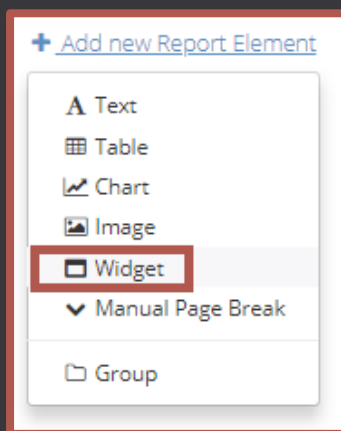 Add new Report Element
Text
Table
Chart
Image
Widget
Manual Page Break
Group